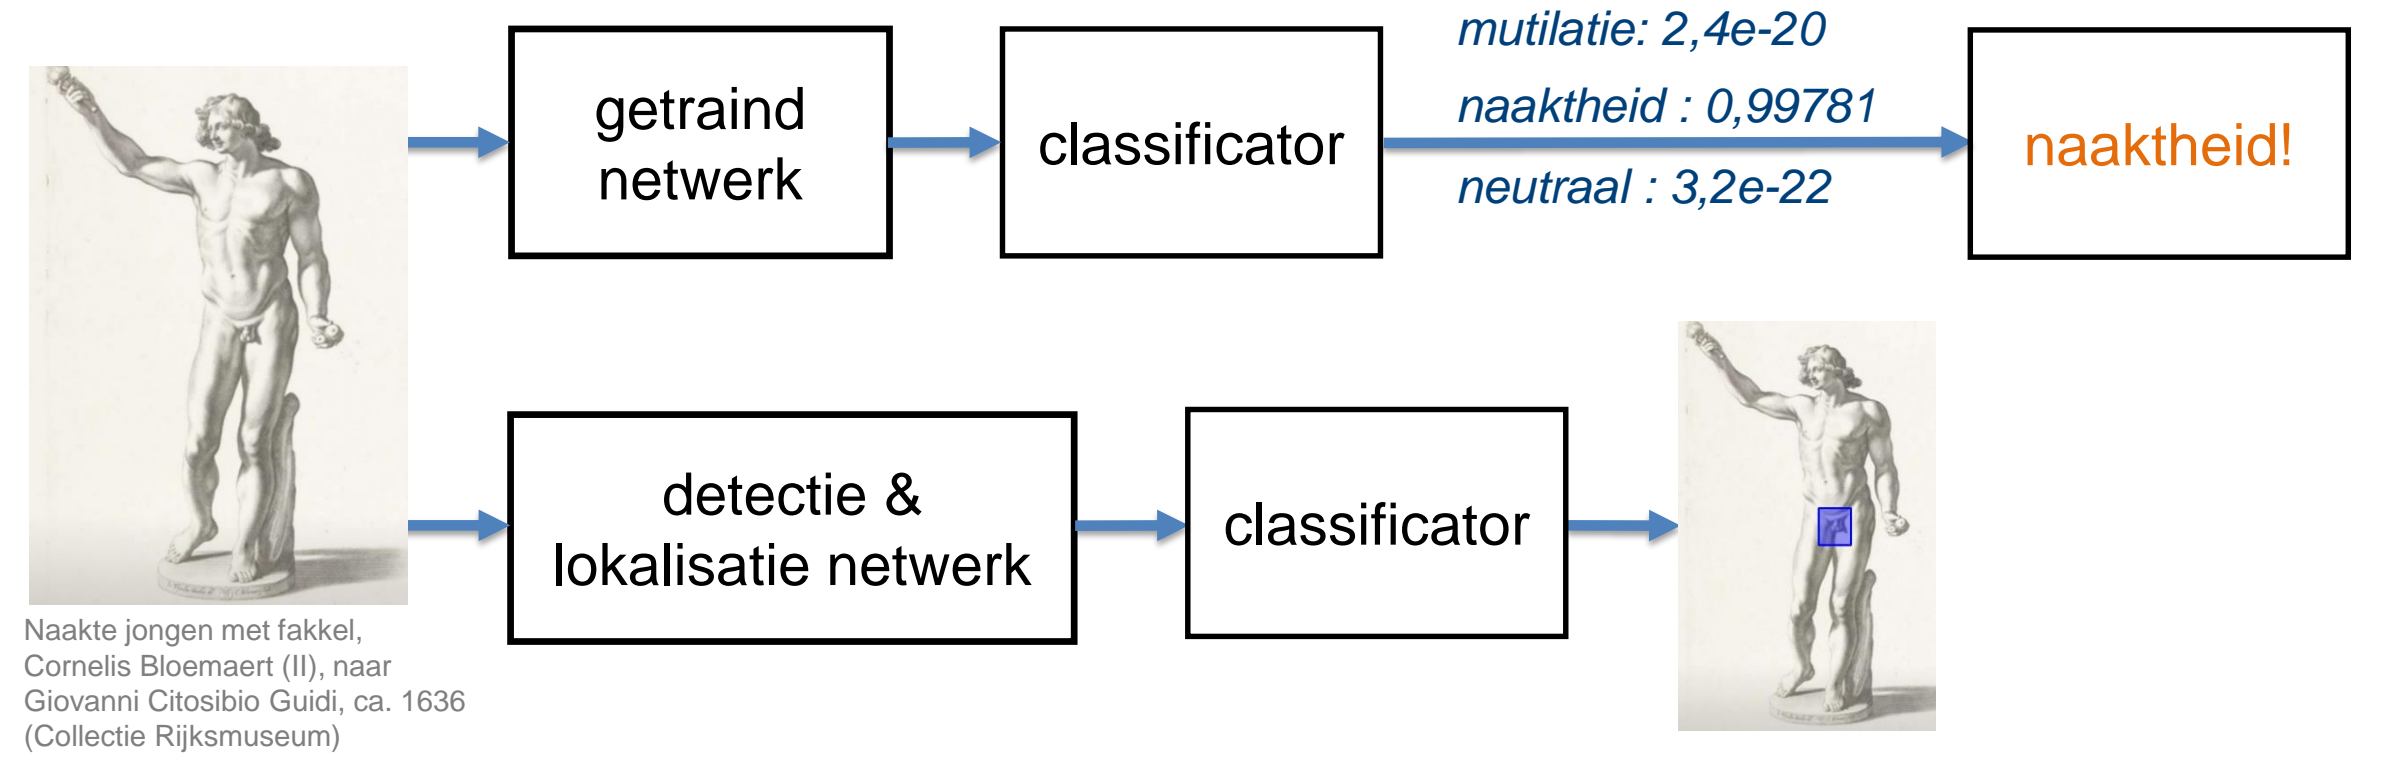 getraind
netwerk
classificator
mutilatie: 2,4e-20
naaktheid : 0,99781
neutraal : 3,2e-22
naaktheid!
detectie &
lokalisatie netwerk
classificator
Naakte jongen met fakkel,
Cornelis Bloemaert (II), naar
Giovanni Citosibio Guidi, ca. 1636
(Collectie Rijksmuseum)